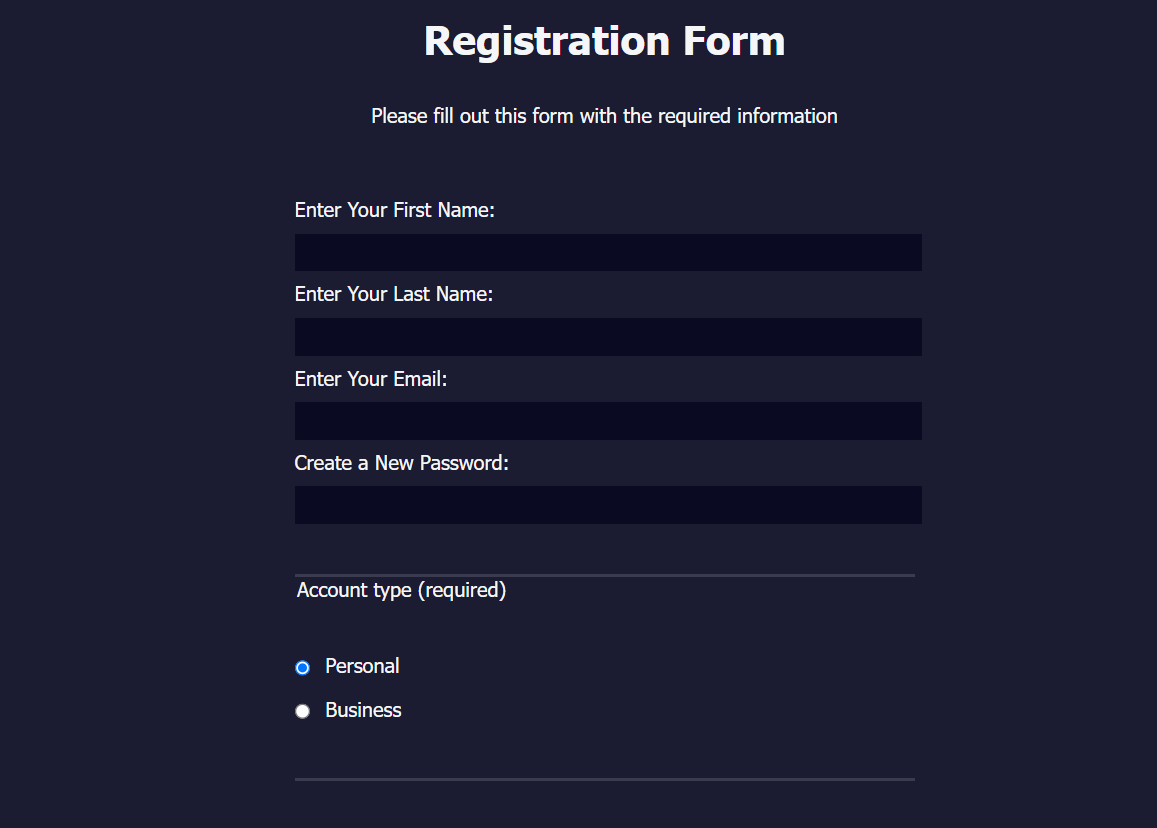 Registration Form
Please fill out this form with the required information
Enter Your First Name:
Enter Your Last Name:
Enter Your Email:
Create a New Password:
Account type (required)
Personal
Business